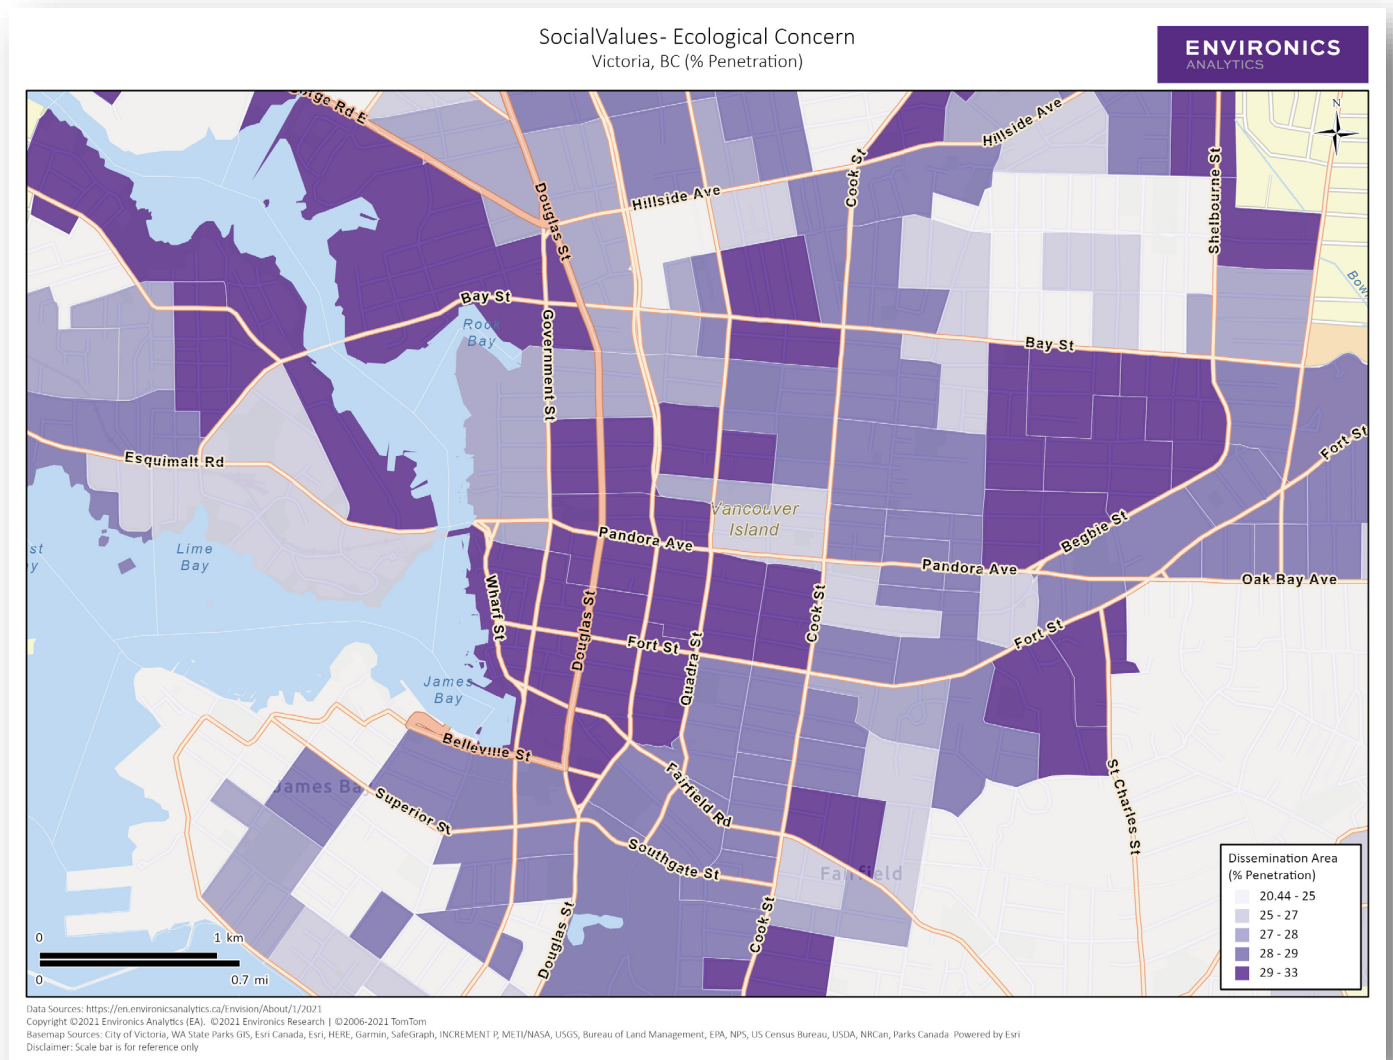 SocialValues- Ecological Concern
Victoria, BC (% Penetration)
ENVIRONICS
ANALYTICS
Rd E
N
Hillside Ave
Cook St
Shelbourne St
Hillside Ave
Douglas St
Bay St
Rock
Bay
Government St
Bay St
Fort St
Esquimalt Rd
Vancouver
Island
Pandora Ave
Begbie St
Lime
Bay
Pandora Ave
Oak Bay Ave
Wharf St
Douglas St
Cook St
Fort St
Fort St
Quadra St
James
Bay
Belleville St
James Ba
Superior St
Fairfield Rd
St Charles St
Southgate St
Fairfield
Cook St
Douglas St
0 1 km
0 0.7 mi
Dissemination Area
(% Penetration)
20.44 - 25
25 - 27
27 - 28
28 - 29
29 - 33
Data Sources: https://en.environicsanalytics.ca/Envision/About/1/2021
Copyright ©2021 Environics Analytics (EA). ©2021 Environics Research | ©2006-2021 TomTom
Basemap Sources: City of Victoria, WA State Parks GIS, Esri Canada, Esri, HERE, Garmin, SafeGraph, INCREMENT P, METI/NASA, USGS, Bureau of Land Management, EPA, NPS, US Census Bureau, USDA, NRCan, Parks Canada Powered by Esri
Disclaimer: Scale bar is for reference only